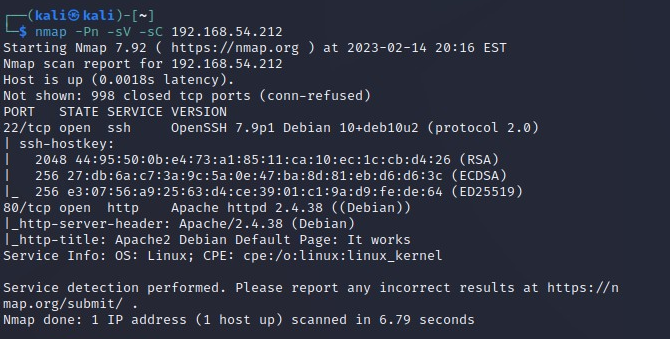 ┌──(kali㉿kali)-[~]
└─$ nmap -Pn -sV -sC 192.168.54.212
Starting Nmap 7.92 ( https://nmap.org ) at 2023-02-14 20:16 EST
Nmap scan report for 192.168.54.212
Host is up (0.0018s latency).
Not shown: 998 closed tcp ports (conn-refused)
PORT   STATE SERVICE VERSION
22/tcp open  ssh     OpenSSH 7.9p1 Debian 10+deb10u2 (protocol 2.0)
| ssh-hostkey:
|   2048 44:95:50:0b:e4:73:a1:85:11:ca:10:ec:1c:cb:d4:26 (RSA)
|   256 27:db:6a:c7:3a:9c:5a:0e:47:ba:8d:81:eb:d6:d6:3c (ECDSA)
|_  256 e3:07:56:a9:25:63:d4:ce:39:01:c1:9a:d9:fe:de:64 (ED25519)
80/tcp open  http    Apache httpd 2.4.38 ((Debian))
|_http-server-header: Apache/2.4.38 (Debian)
|_http-title: Apache2 Debian Default Page: It works
Service Info: OS: Linux; CPE: cpe:/o:linux:linux_kernel

Service detection performed. Please report any incorrect results at https://n
map.org/submit/ .
Nmap done: 1 IP address (1 host up) scanned in 6.79 seconds